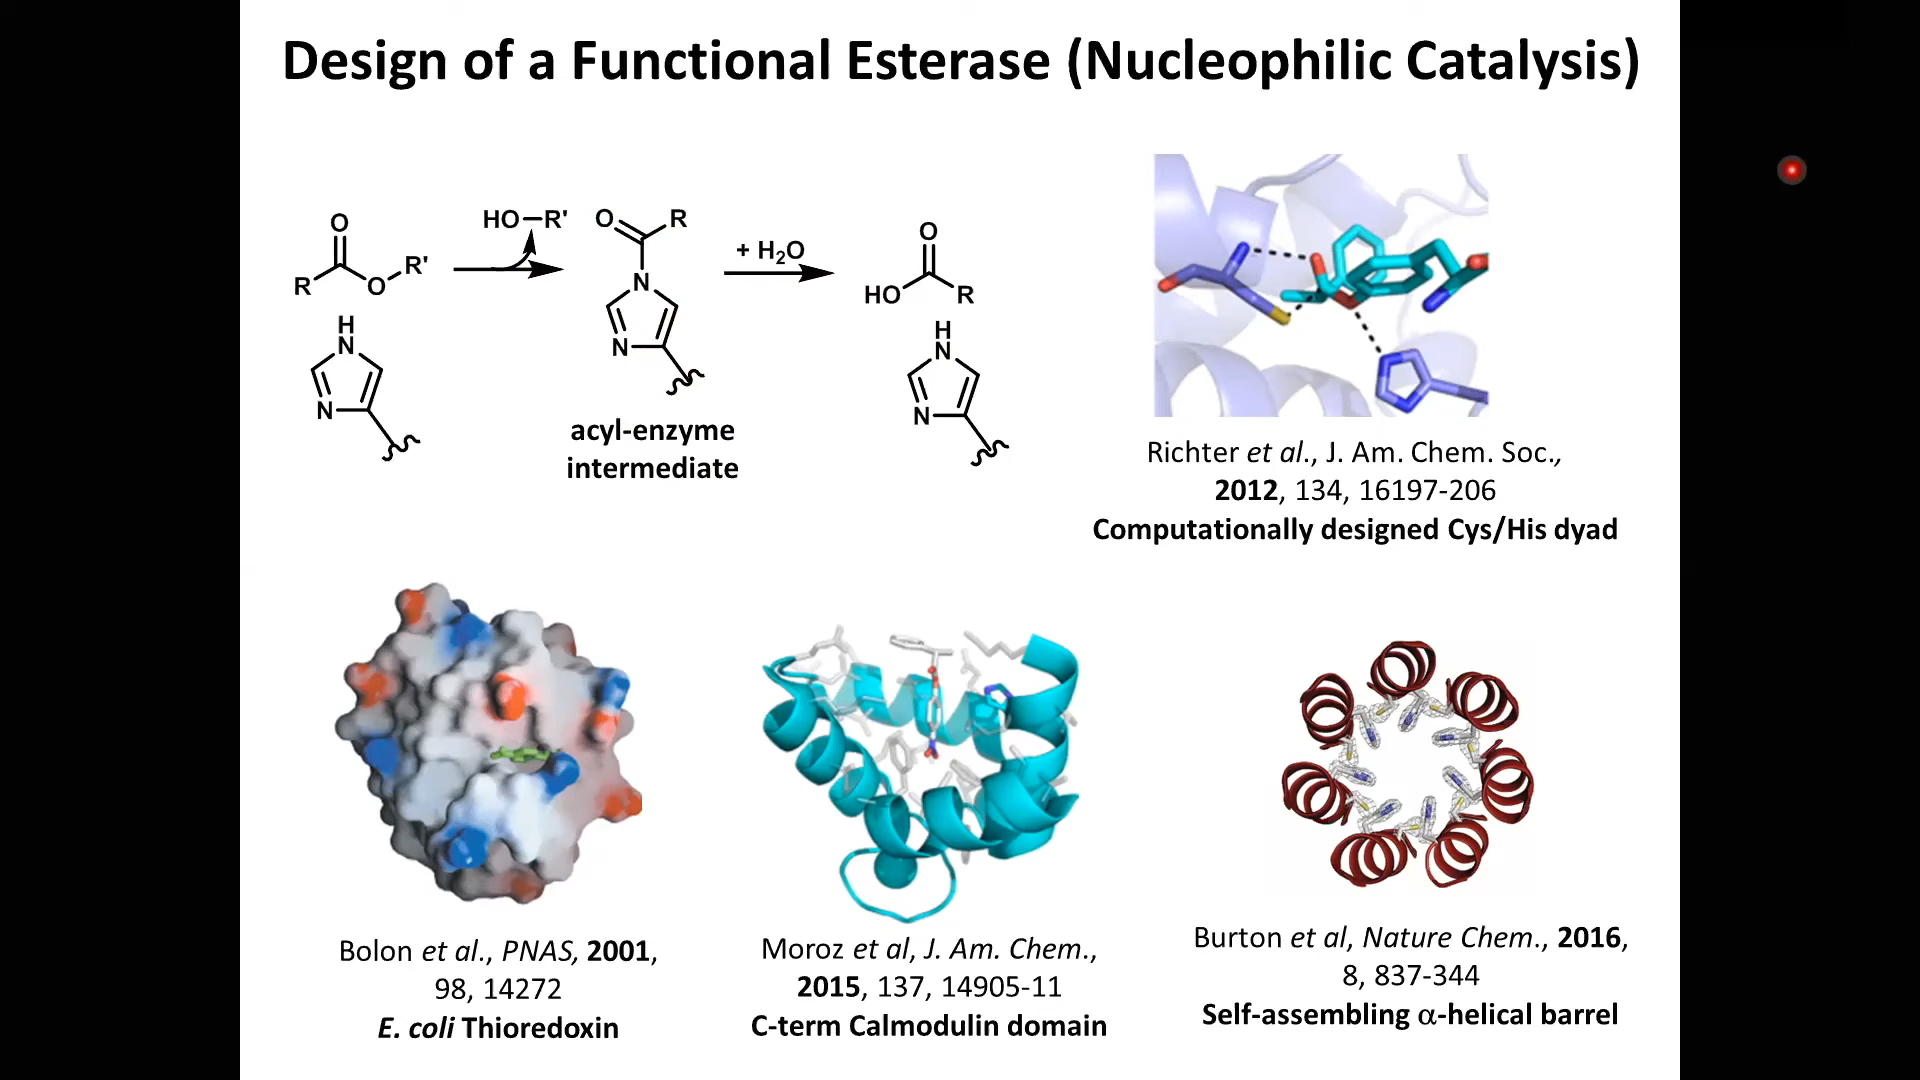 Design of a Functional Esterase (Nucleophilic Catalysis)
O
R
O
R'
H
N
N
HO–R'
O
R
N
N
acyl-enzyme
intermediate
+ H₂O
O
HO
R
H
N
N
Richter et al., J. Am. Chem. Soc.,
2012, 134, 16197-206
Computationally designed Cys/His dyad
Bolon et al., PNAS, 2001,
98, 14272
E. coli Thioredoxin
Moroz et al, J. Am. Chem.,
2015, 137, 14905-11
C-term Calmodulin domain
Burton et al, Nature Chem., 2016,
8, 837-344
Self-assembling α-helical barrel